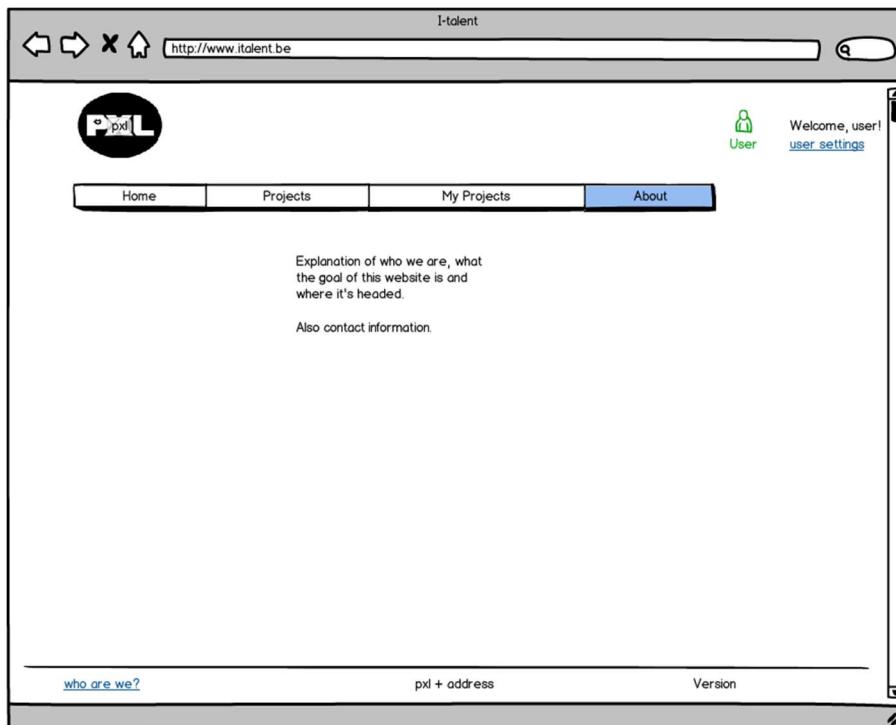 I-talent
http://www.italent.be
PXL
pxl
User
Welcome, user!
user settings
Home
Projects
My Projects
About
Explanation of who we are, what
the goal of this website is and
where it's headed.
Also contact information.
who are we?
pxl + address
Version